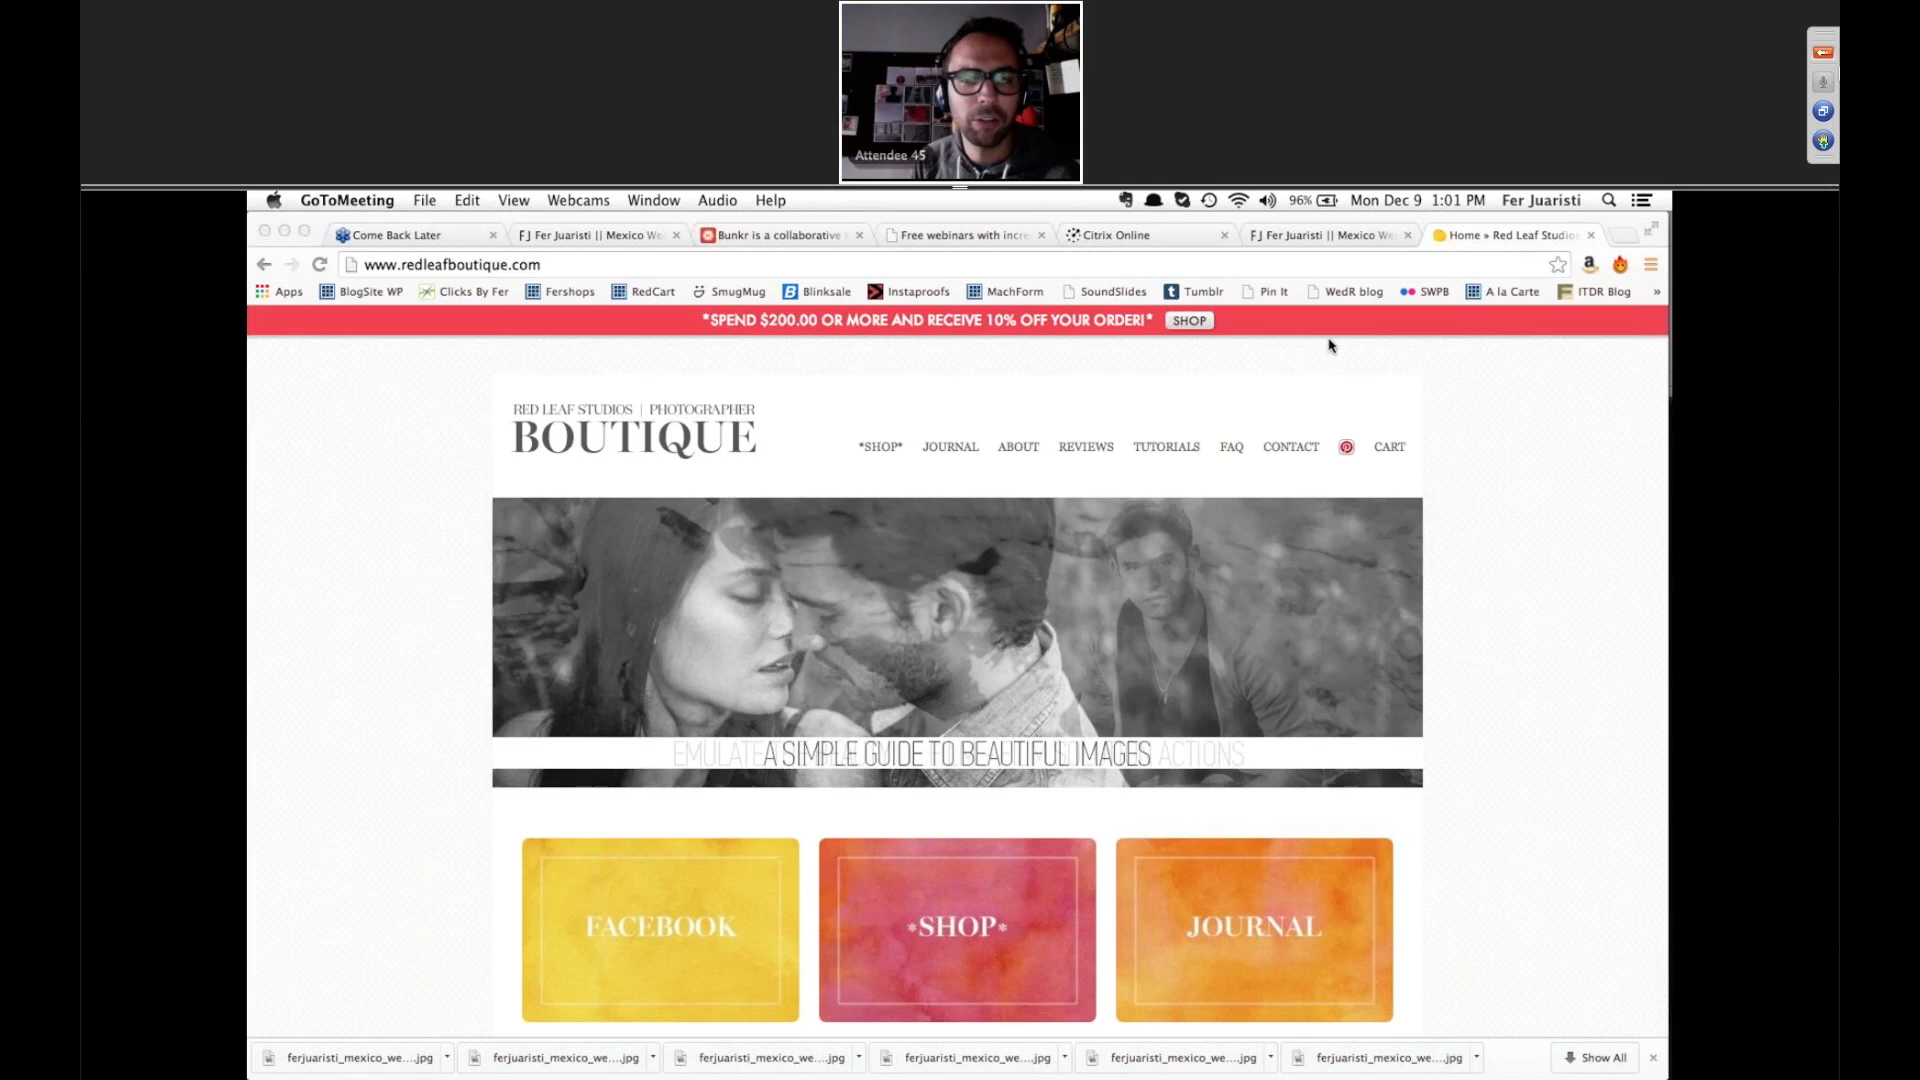 Attendee 45
GoToMeeting File Edit View Webcams Window Audio Help 96% Mon Dec 9 1:01 PM Fer Juaristi
Come Back Later FJ Fer Juaristi || Mexico We Bunkr is a collaborative Free webinars with incre Citrix Online FJ Fer Juaristi || Mexico We Home » Red Leaf Studio
www.redleafboutique.com
Apps BlogSite WP Clicks By Fer Fershops RedCart SmugMug Blinksale Instaproofs MachForm SoundSlides Tumblr Pin It WedR blog SWPB A la Carte ITDR Blog »
*SPEND $200.00 OR MORE AND RECEIVE 10% OFF YOUR ORDER!* SHOP
RED LEAF STUDIOS | PHOTOGRAPHER
BOUTIQUE
*SHOP* JOURNAL ABOUT REVIEWS TUTORIALS FAQ CONTACT CART
EMULATE A SIMPLE GUIDE TO BEAUTIFUL IMAGES ACTIONS
FACEBOOK *SHOP* JOURNAL
ferjuaristi_mexico_we....jpg ferjuaristi_mexico_we....jpg ferjuaristi_mexico_we....jpg ferjuaristi_mexico_we....jpg ferjuaristi_mexico_we....jpg ferjuaristi_mexico_we....jpg Show All